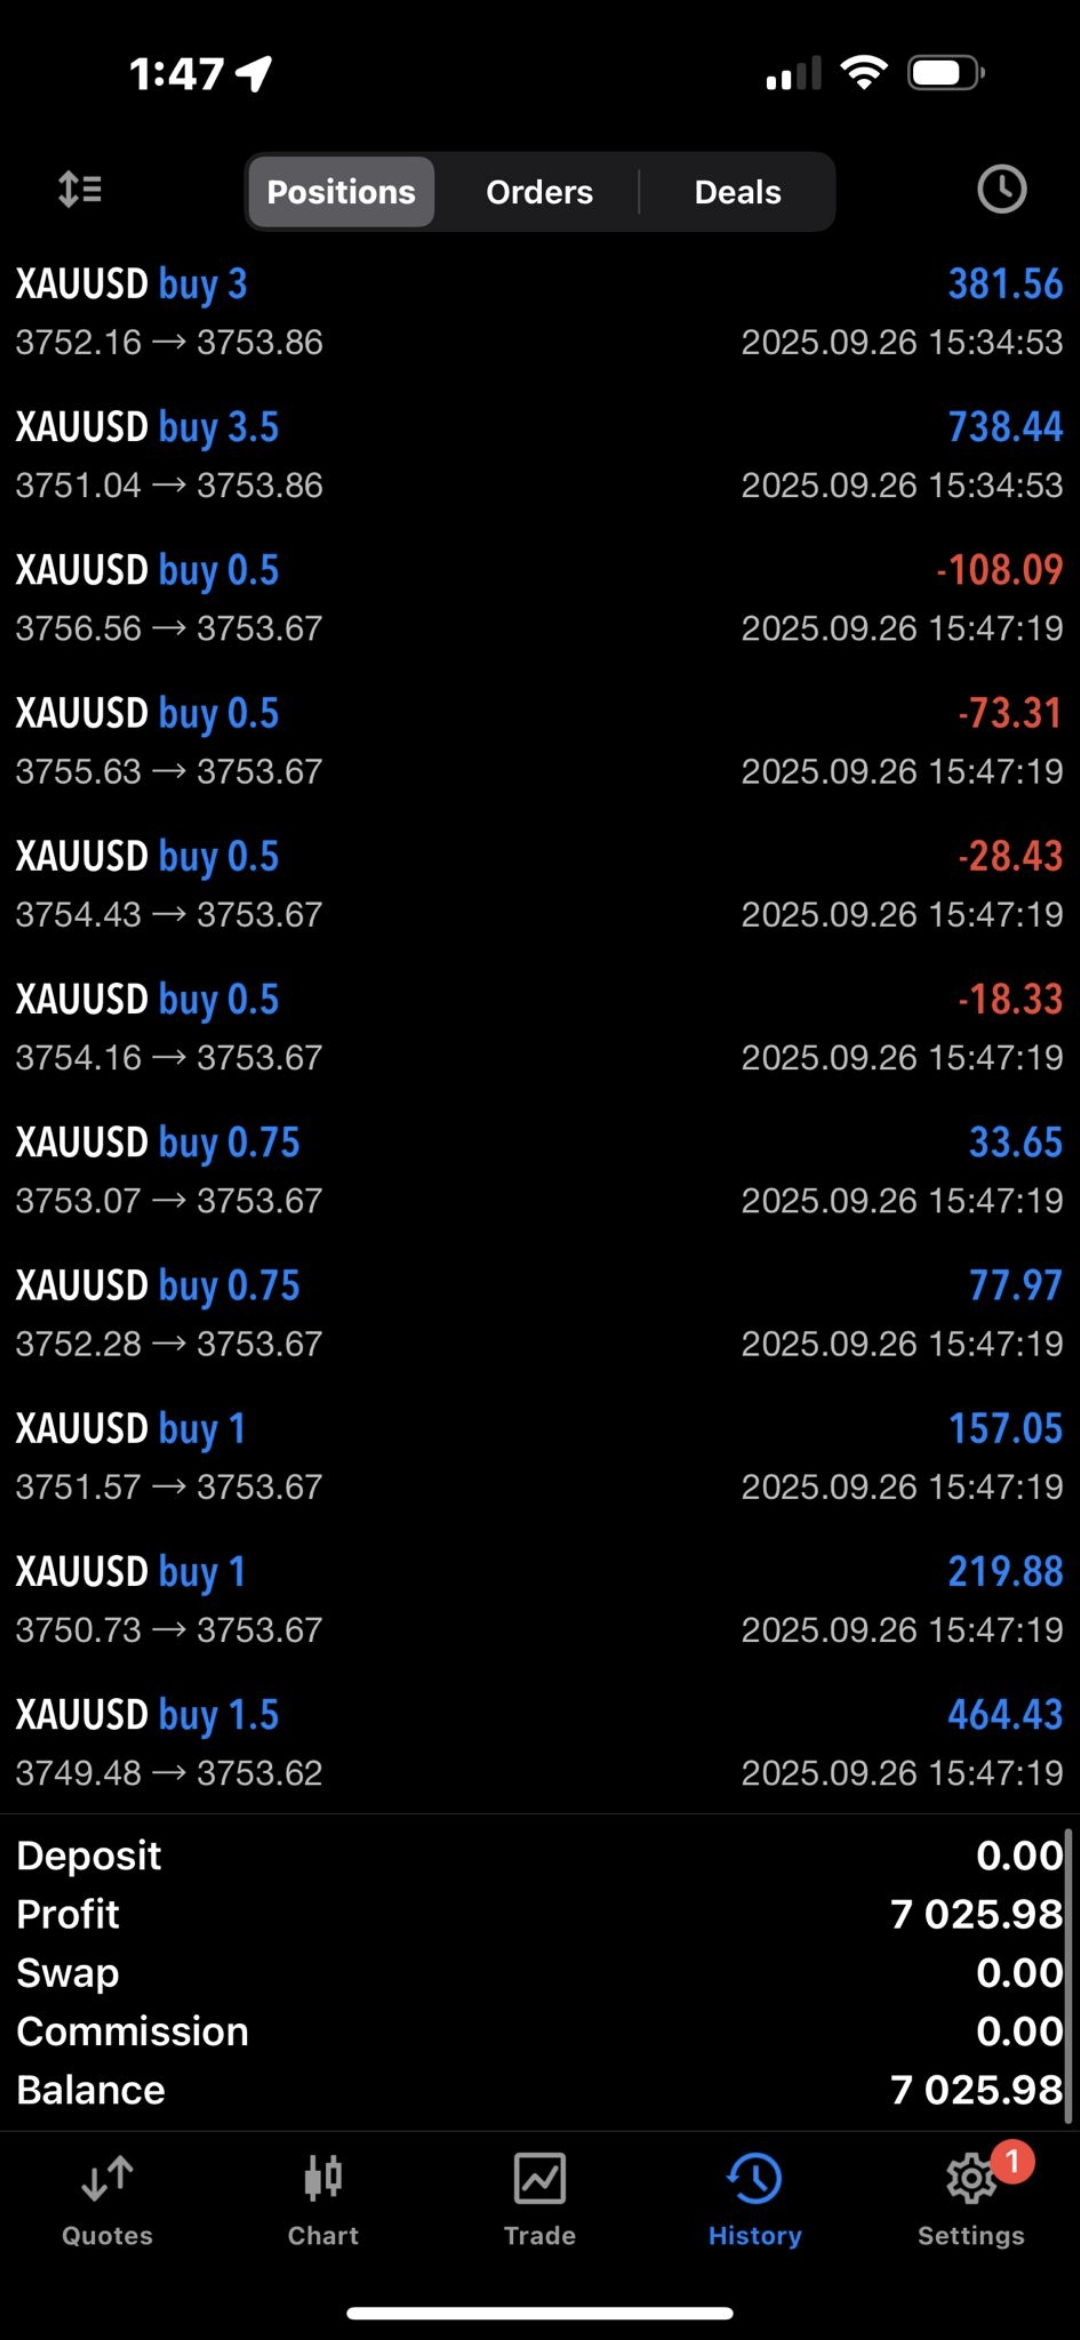 1:47
Positions Orders Deals
XAUUSD buy 3 381.56
3752.16 → 3753.86 2025.09.26 15:34:53
XAUUSD buy 3.5 738.44
3751.04 → 3753.86 2025.09.26 15:34:53
XAUUSD buy 0.5 -108.09
3756.56 → 3753.67 2025.09.26 15:47:19
XAUUSD buy 0.5 -73.31
3755.63 → 3753.67 2025.09.26 15:47:19
XAUUSD buy 0.5 -28.43
3754.43 → 3753.67 2025.09.26 15:47:19
XAUUSD buy 0.5 -18.33
3754.16 → 3753.67 2025.09.26 15:47:19
XAUUSD buy 0.75 33.65
3753.07 → 3753.67 2025.09.26 15:47:19
XAUUSD buy 0.75 77.97
3752.28 → 3753.67 2025.09.26 15:47:19
XAUUSD buy 1 157.05
3751.57 → 3753.67 2025.09.26 15:47:19
XAUUSD buy 1 219.88
3750.73 → 3753.67 2025.09.26 15:47:19
XAUUSD buy 1.5 464.43
3749.48 → 3753.62 2025.09.26 15:47:19
Deposit 0.00
Profit 7 025.98
Swap 0.00
Commission 0.00
Balance 7 025.98
1
Quotes Chart Trade History Settings